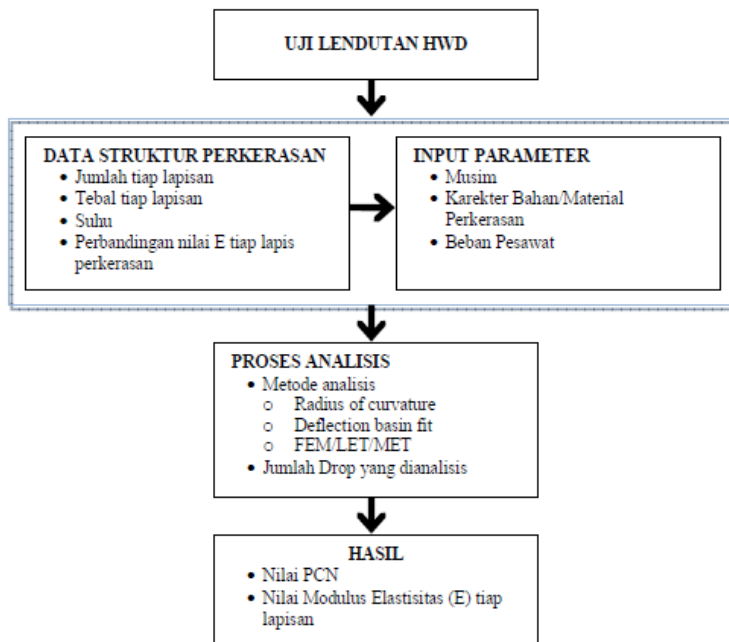 UJI LENDUTAN HWD
DATA STRUKTUR PERKERASAN
• Jumlah tiap lapisan
• Tebal tiap lapisan
• Suhu
• Perbandingan nilai E tiap lapis
perkerasan
INPUT PARAMETER
• Musim
• Karekter Bahan/Material
Perkerasan
• Beban Pesawat
PROSES ANALISIS
• Metode analisis
o Radius of curvature
o Deflection basin fit
o FEM/LET/MET
• Jumlah Drop yang dianalisis
HASIL
• Nilai PCN
• Nilai Modulus Elastisitas (E) tiap
lapisan